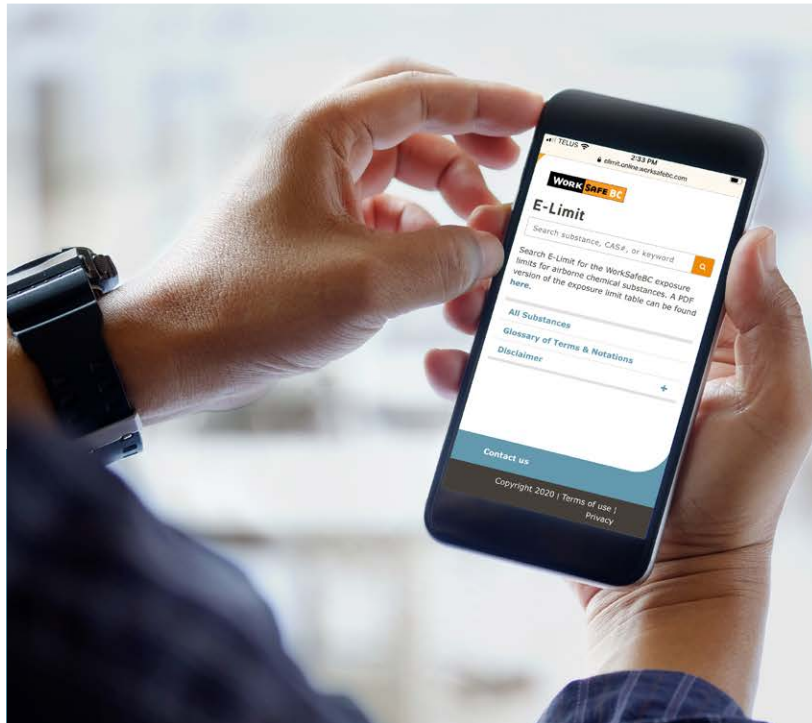 TELUS
2:33 PM
elimit.online.worksafebc.com
WORK SAFE BC
E-Limit
Search substance, CAS#, or keyword
Search E-Limit for the WorkSafeBC exposure
limits for airborne chemical substances. A PDF
version of the exposure limit table can be found
here.
All Substances
Glossary of Terms & Notations
Disclaimer
+
Contact us
Copyright 2020 | Terms of use |
Privacy